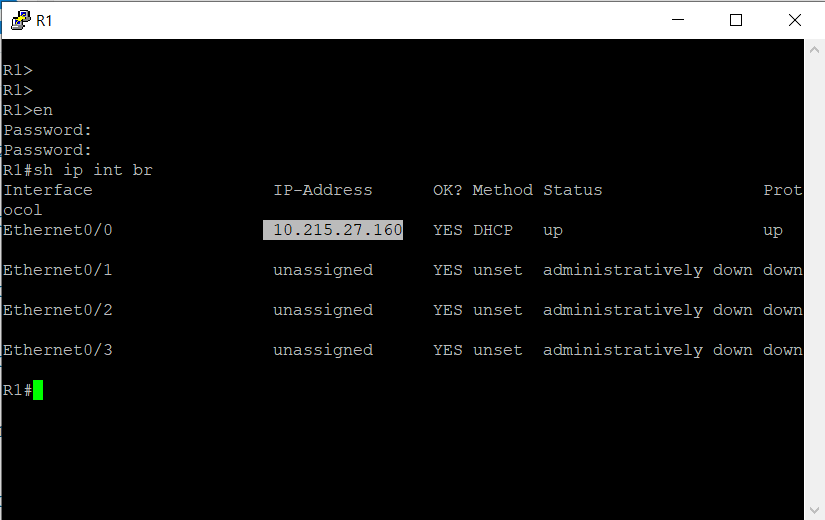 R1
R1>
R1>
R1>en
Password:
Password:
R1#sh ip int br
Interface                  IP-Address      OK? Method Status                Prot
ocol
Ethernet0/0                10.215.27.160   YES DHCP   up                    up
Ethernet0/1                unassigned      YES unset  administratively down down
Ethernet0/2                unassigned      YES unset  administratively down down
Ethernet0/3                unassigned      YES unset  administratively down down
R1#